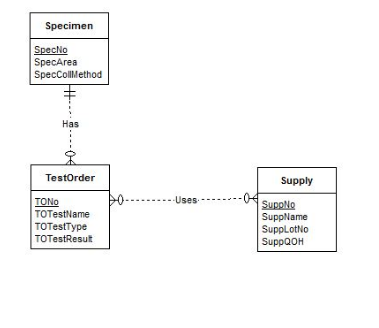 Specimen
SpecNo
SpecArea
SpecCollMethod
Has
TestOrder
TONo
TOTestName
TOTestType
TOTestResult
Uses
Supply
SuppNo
SuppName
SuppLotNo
SuppQOH